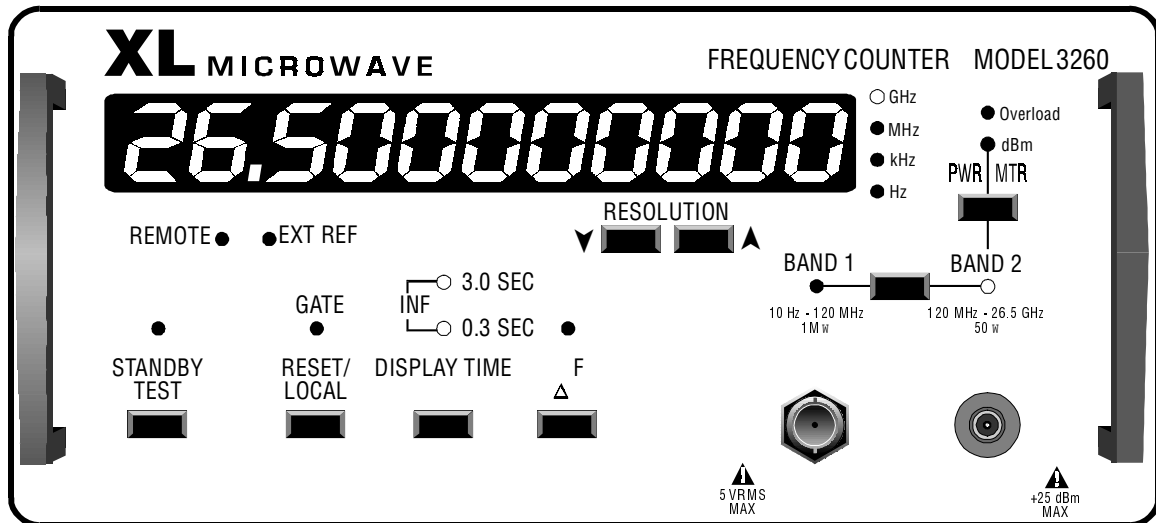 XL MICROWAVE
FREQUENCY COUNTER MODEL 3260
26.5000000000
GHz
MHz
kHz
Hz
Overload
dBm
PWR MTR
RESOLUTION
REMOTE
EXT REF
BAND 1
BAND 2
10 Hz - 120 MHz
1M W
120 MHz - 26.5 GHz
50 W
3.0 SEC
INF
0.3 SEC
GATE
STANDBY
TEST
RESET/
LOCAL
DISPLAY TIME
F
Δ
5 VRMS
MAX
+25 dBm
MAX